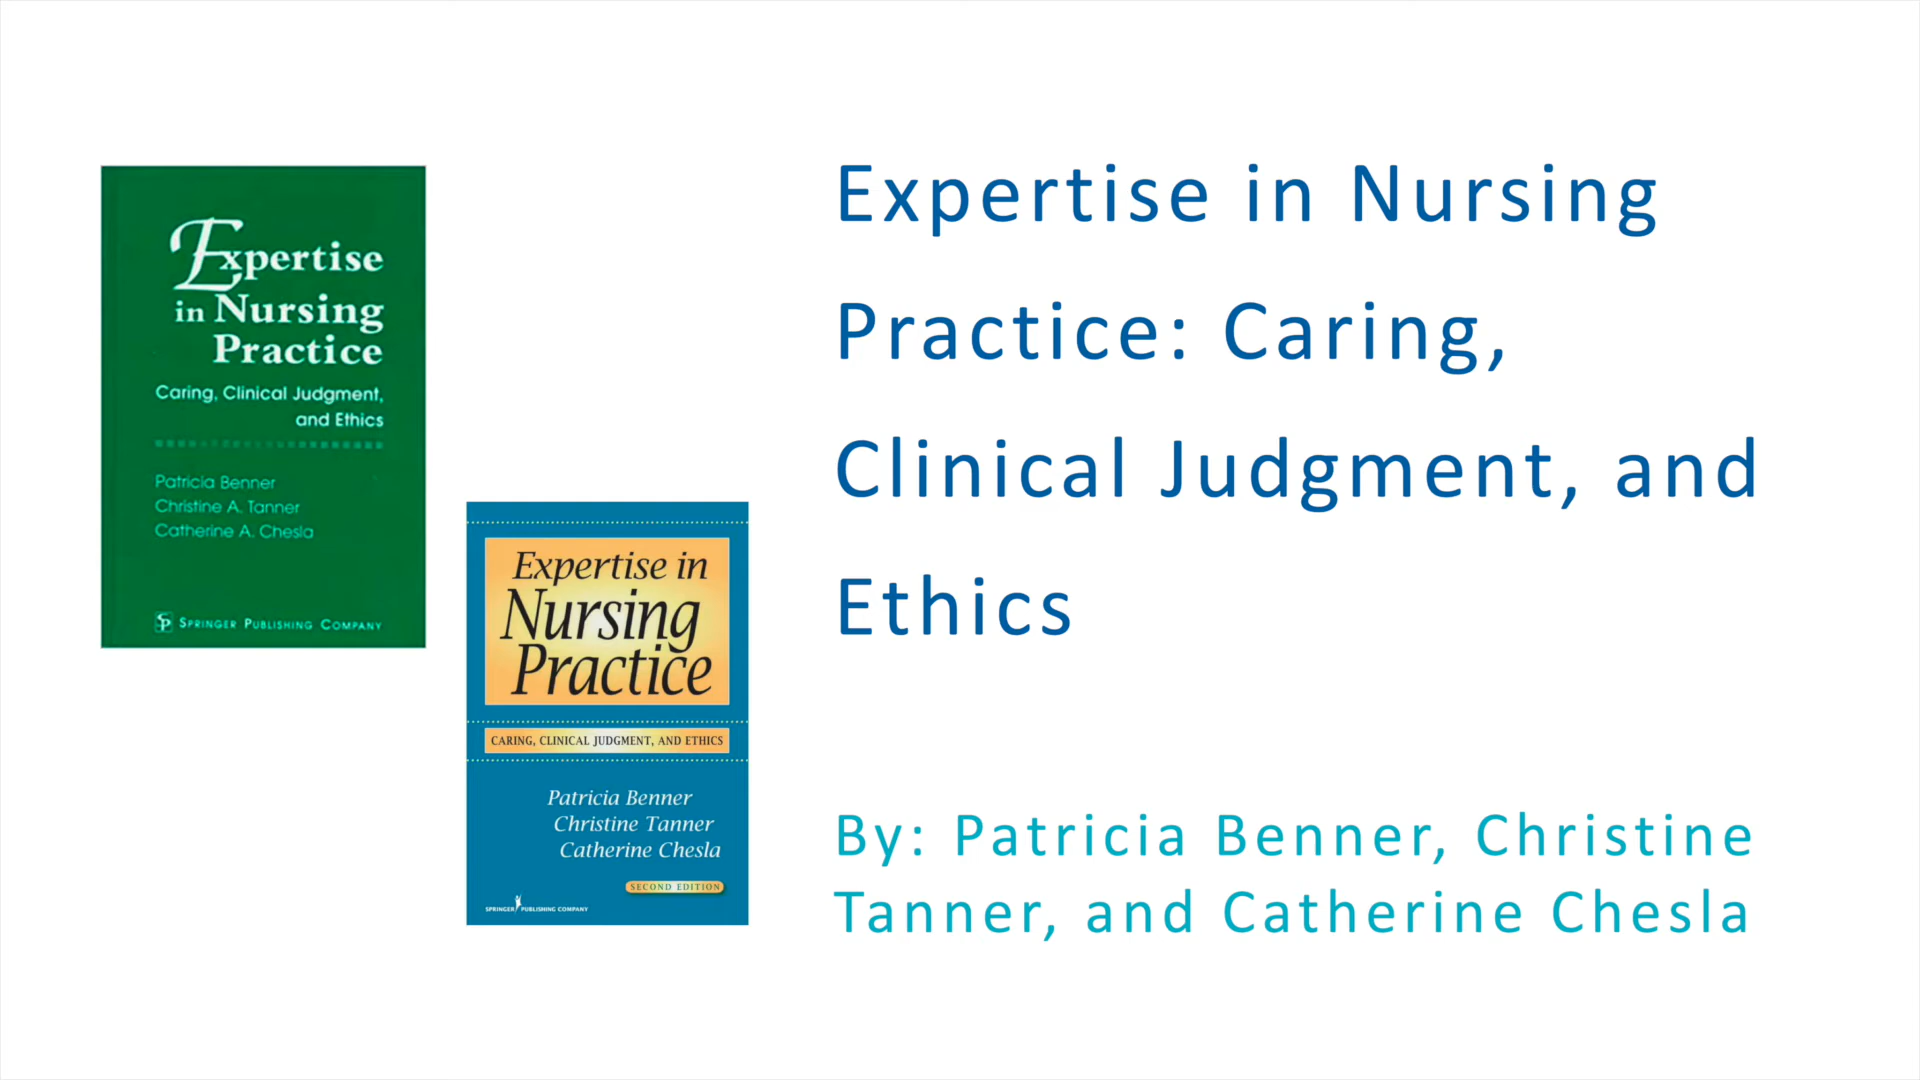 Expertise
in Nursing
Practice
Caring, Clinical Judgment,
and Ethics
Patricia Benner
Christine A. Tanner
Catherine A. Chesla
SP SPRINGER PUBLISHING COMPANY
Expertise in
Nursing
Practice
CARING, CLINICAL JUDGMENT, AND ETHICS
Patricia Benner
Christine Tanner
Catherine Chesla
SECOND EDITION
SPRINGER PUBLISHING COMPANY
Expertise in Nursing
Practice: Caring,
Clinical Judgment, and
Ethics
By: Patricia Benner, Christine
Tanner, and Catherine Chesla